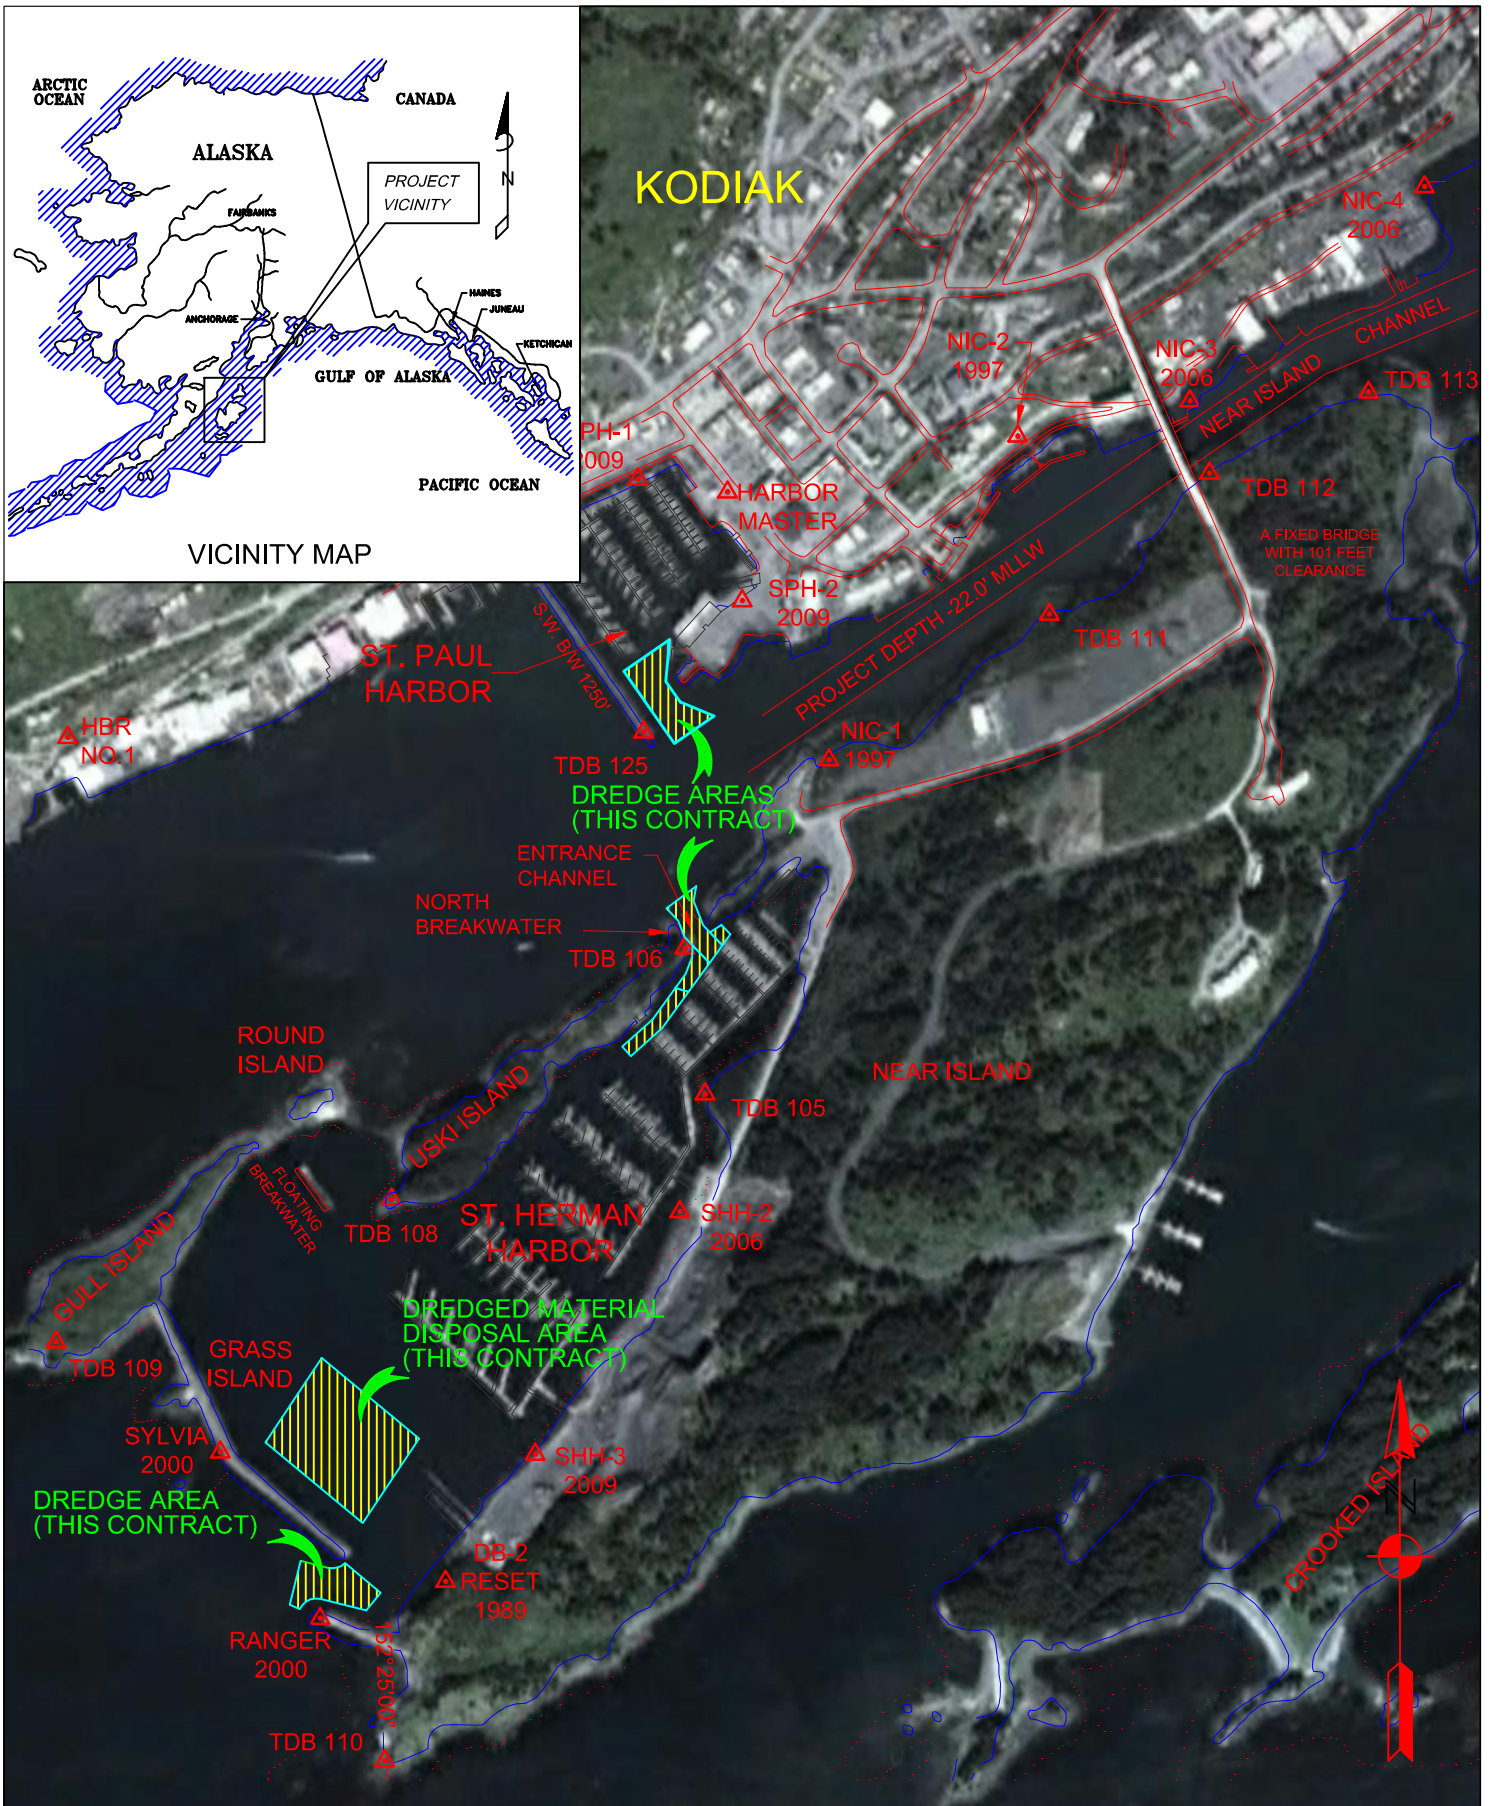 ARCTIC
OCEAN
CANADA
ALASKA
PROJECT
VICINITY
N
FAIRBANKS
ANCHORAGE
HAINES
JUNEAU
KETCHICAN
GULF OF ALASKA
PACIFIC OCEAN
VICINITY MAP
KODIAK
NIC-4
2006
CHANNEL
NIC-2
1997
NIC-3
2006
NEAR ISLAND
TDB 113
PH-1
2009
HARBOR
MASTER
TDB 112
A FIXED BRIDGE
WITH 101 FEET
CLEARANCE
SPH-2
2009
PROJECT DEPTH -22.0' MLLW
TDB 111
S.W. B/W 1250'
ST. PAUL
HARBOR
HBR
NO.1
TDB 125
NIC-1
1997
DREDGE AREAS
(THIS CONTRACT)
ENTRANCE
CHANNEL
NORTH
BREAKWATER
TDB 106
ROUND
ISLAND
USKI ISLAND
NEAR ISLAND
TDB 105
FLOATING
BREAKWATER
TDB 108
ST. HERMAN
HARBOR
SHH-2
2006
GULL ISLAND
TDB 109
DREDGED MATERIAL
DISPOSAL AREA
(THIS CONTRACT)
GRASS
ISLAND
SYLVIA
2000
SHH-3
2009
DREDGE AREA
(THIS CONTRACT)
DB-2
RESET
1989
RANGER
2000
152°25'00"
TDB 110
CROOKED ISLAND
N